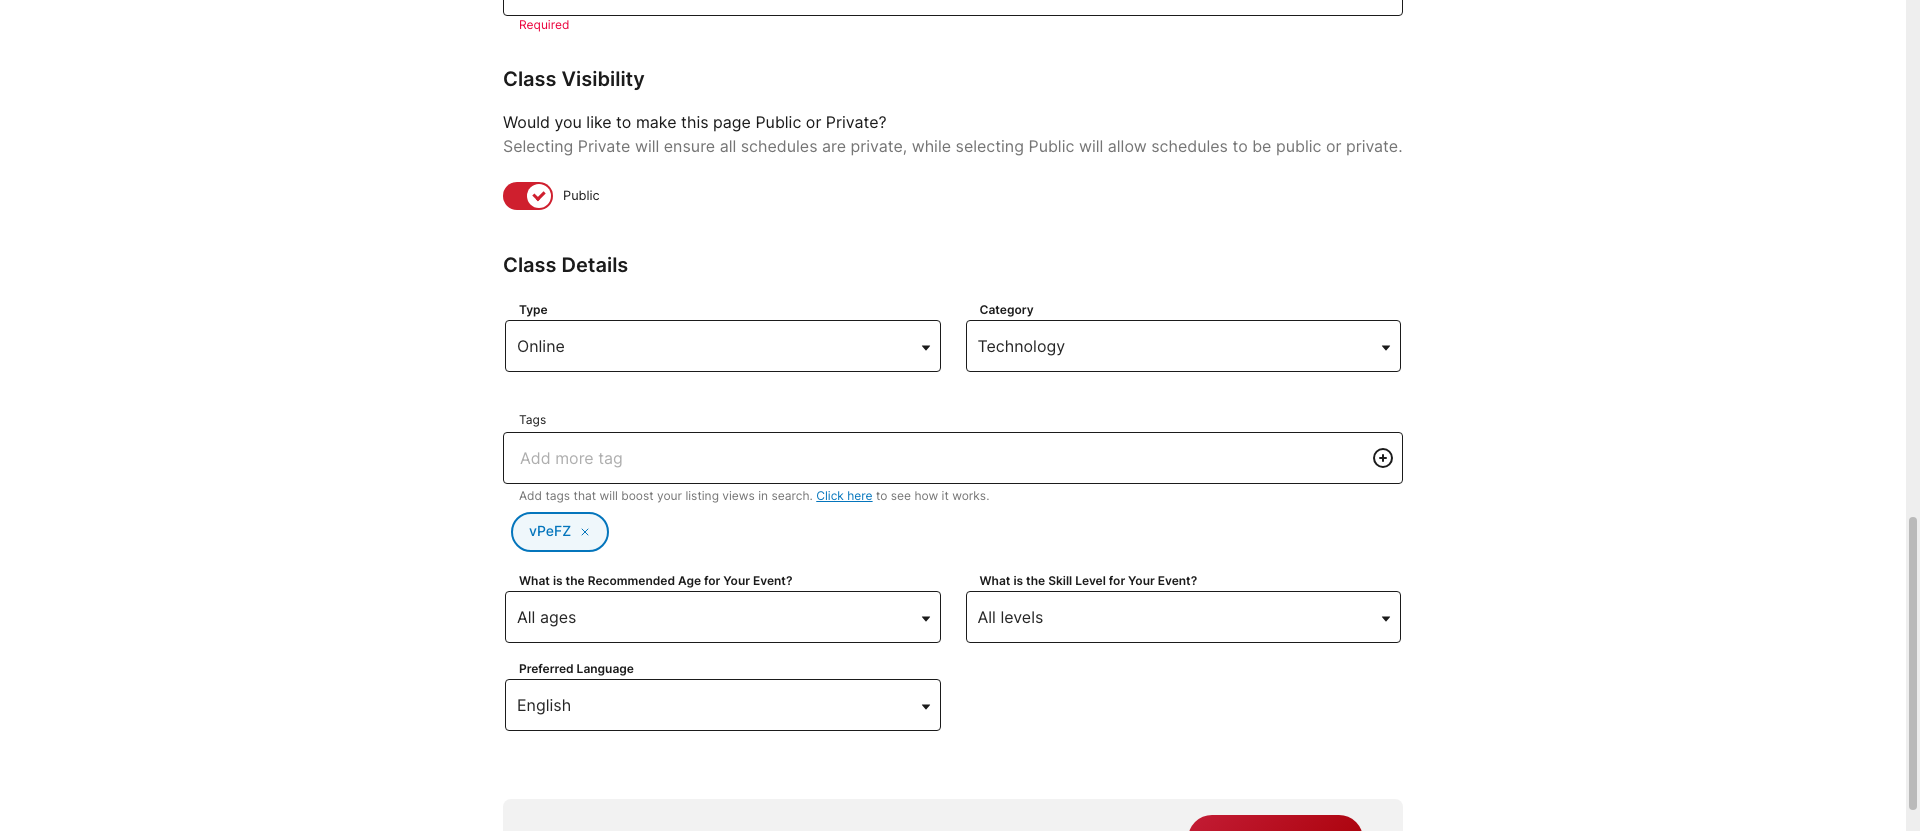 Required
Class Visibility
Would you like to make this page Public or Private?
Selecting Private will ensure all schedules are private, while selecting Public will allow schedules to be public or private.
Public
Class Details
Type
Category
Online
Technology
Tags
Add more tag
Add tags that will boost your listing views in search. Click here to see how it works.
vPeFZ
What is the Recommended Age for Your Event?
What is the Skill Level for Your Event?
All ages
All levels
Preferred Language
English